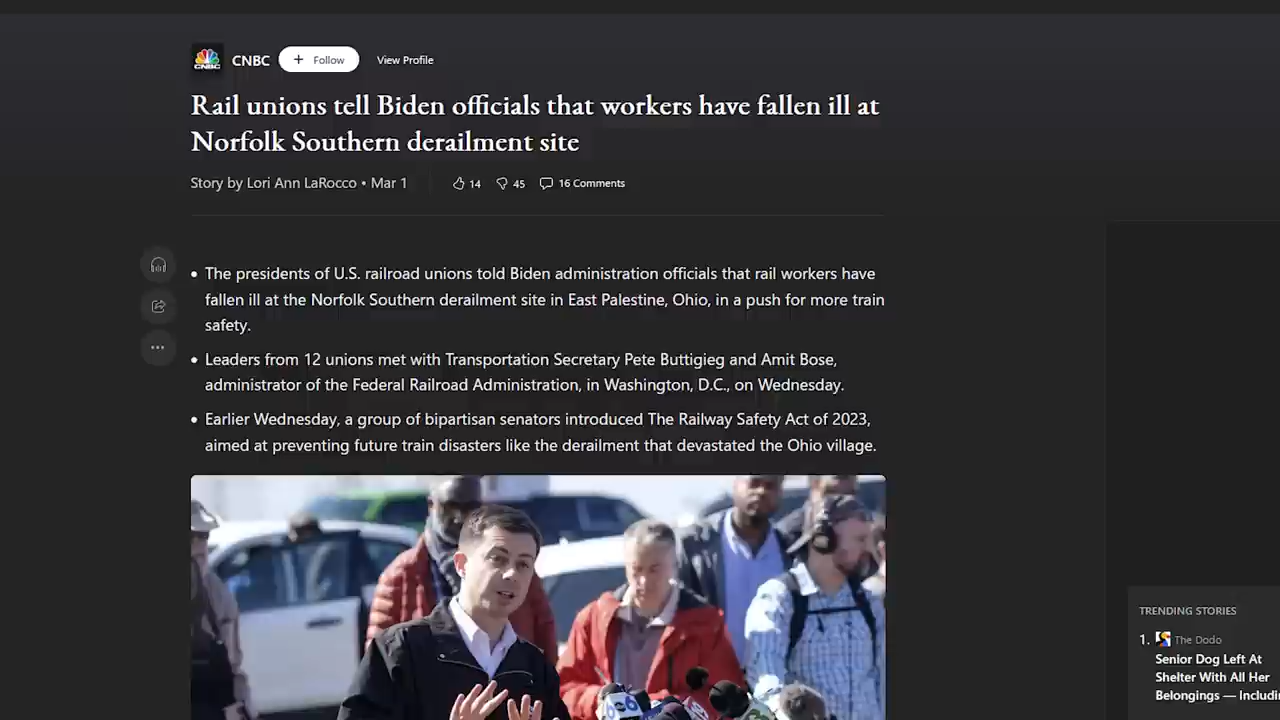 CNBC
CNBC
+ Follow
View Profile
Rail unions tell Biden officials that workers have fallen ill at
Norfolk Southern derailment site
Story by Lori Ann LaRocco • Mar 1
14
45
16 Comments
• The presidents of U.S. railroad unions told Biden administration officials that rail workers have
fallen ill at the Norfolk Southern derailment site in East Palestine, Ohio, in a push for more train
safety.
• Leaders from 12 unions met with Transportation Secretary Pete Buttigieg and Amit Bose,
administrator of the Federal Railroad Administration, in Washington, D.C., on Wednesday.
• Earlier Wednesday, a group of bipartisan senators introduced The Railway Safety Act of 2023,
aimed at preventing future train disasters like the derailment that devastated the Ohio village.
TRENDING STORIES
1. The Dodo
Senior Dog Left At
Shelter With All Her
Belongings — Includin